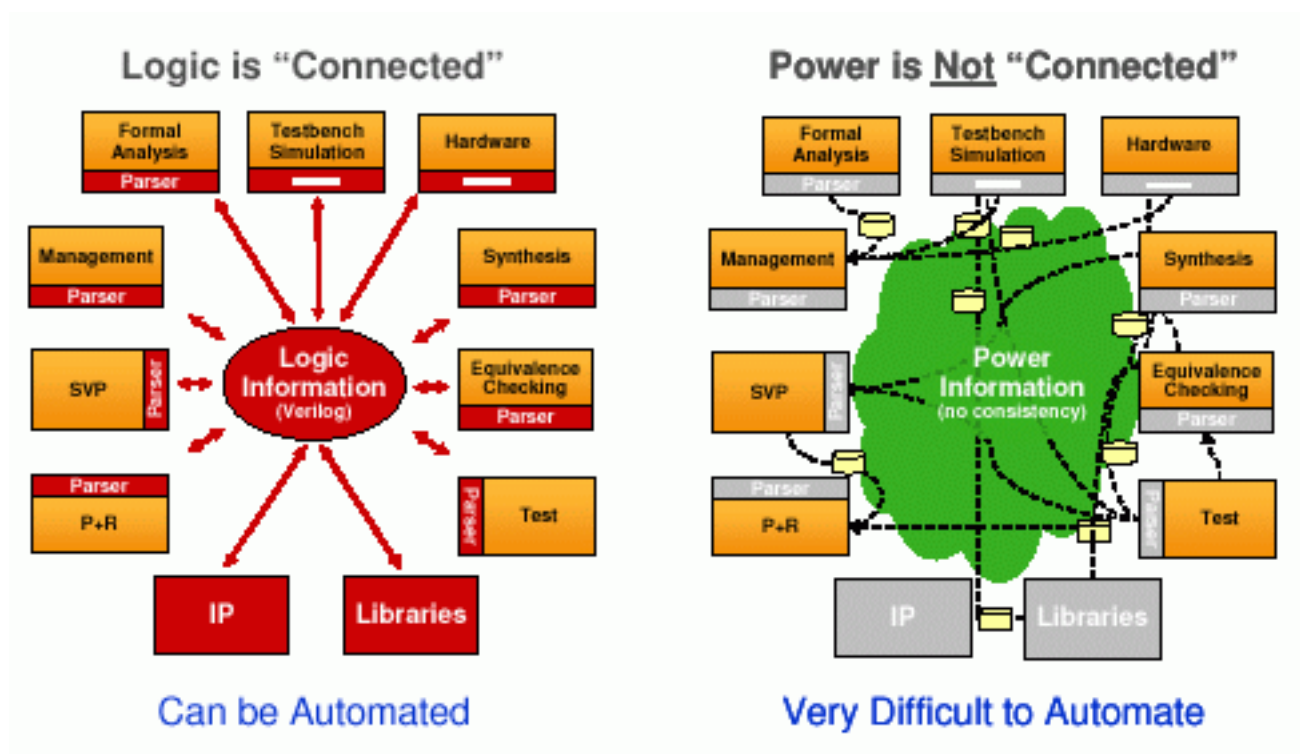 Logic is “Connected”
Formal
Analysis
Parser
Testbench
Simulation
Hardware
Management
Parser
Synthesis
Parser
SVP
Parser
Logic
Information
(Verilog)
Equivalence
Checking
Parser
Parser
P+R
Parser
Test
IP
Libraries
Can be Automated
Power is Not “Connected”
Formal
Analysis
Parser
Testbench
Simulation
Hardware
Management
Parser
Synthesis
Parser
SVP
Parser
Power
Information
(no consistency)
Equivalence
Checking
Parser
Parser
P+R
Parser
Test
IP
Libraries
Very Difficult to Automate